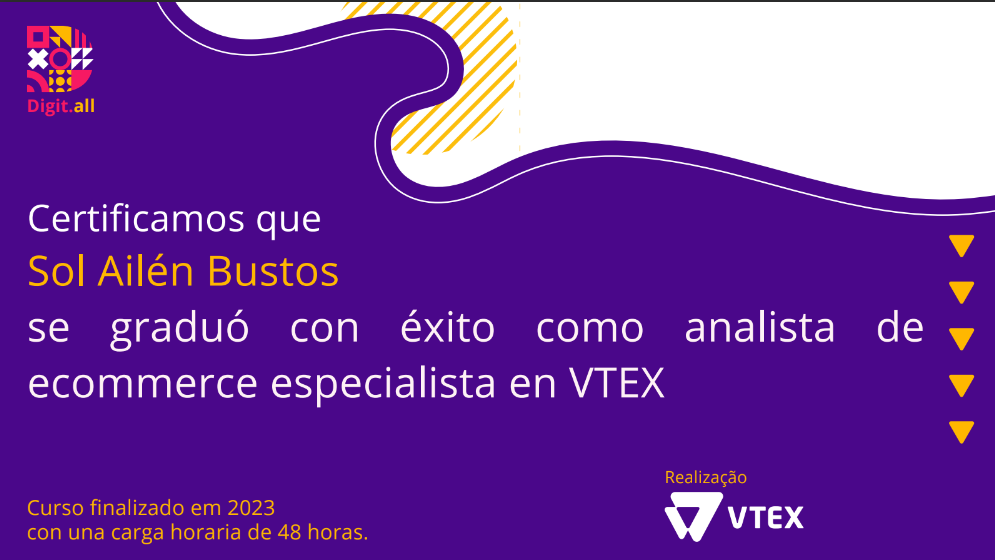 Digit.all
Certificamos que
Sol Ailén Bustos
se graduó con éxito como analista de
ecommerce especialista en VTEX
Curso finalizado em 2023
con una carga horaria de 48 horas.
Realização
VTEX